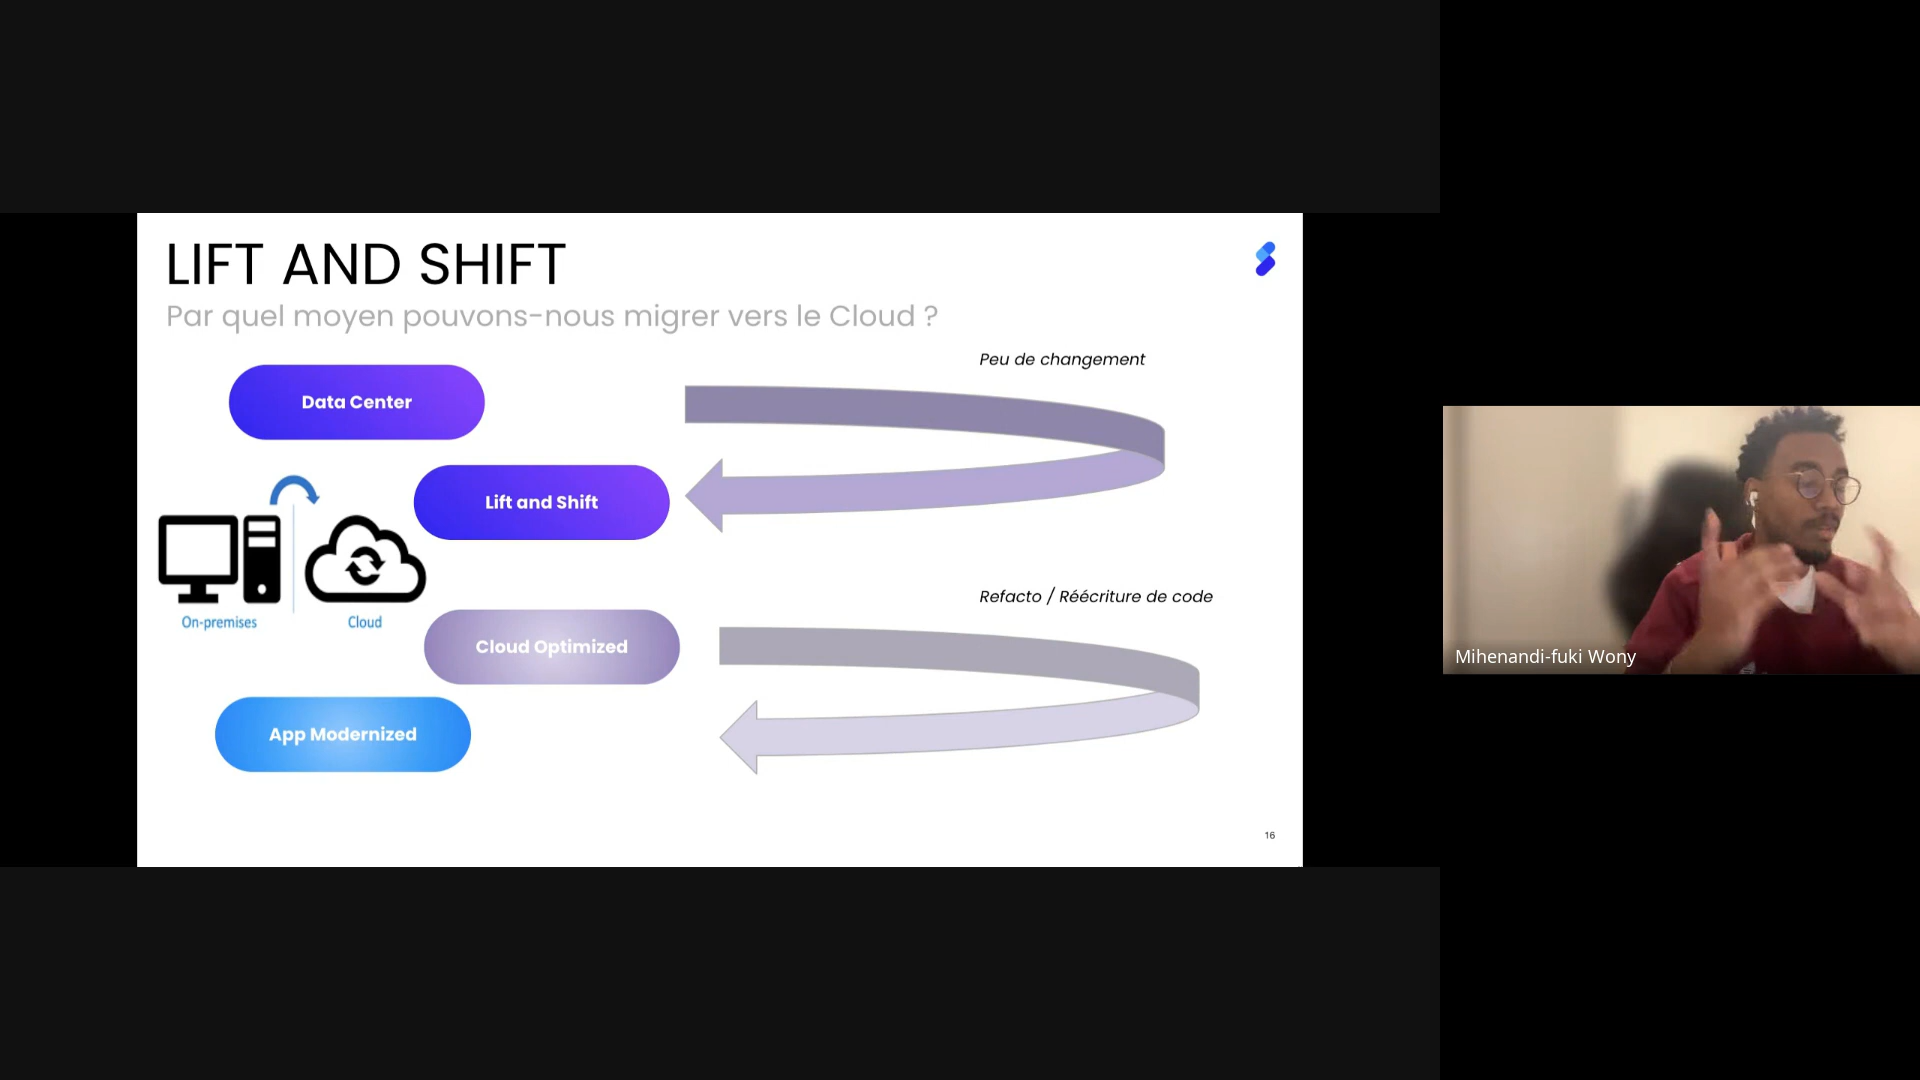 LIFT AND SHIFT
Par quel moyen pouvons-nous migrer vers le Cloud ?
Peu de changement
Data Center
Lift and Shift
On-premises
Cloud
Refacto / Réécriture de code
Cloud Optimized
App Modernized
16
Mihenandi-fuki Wony